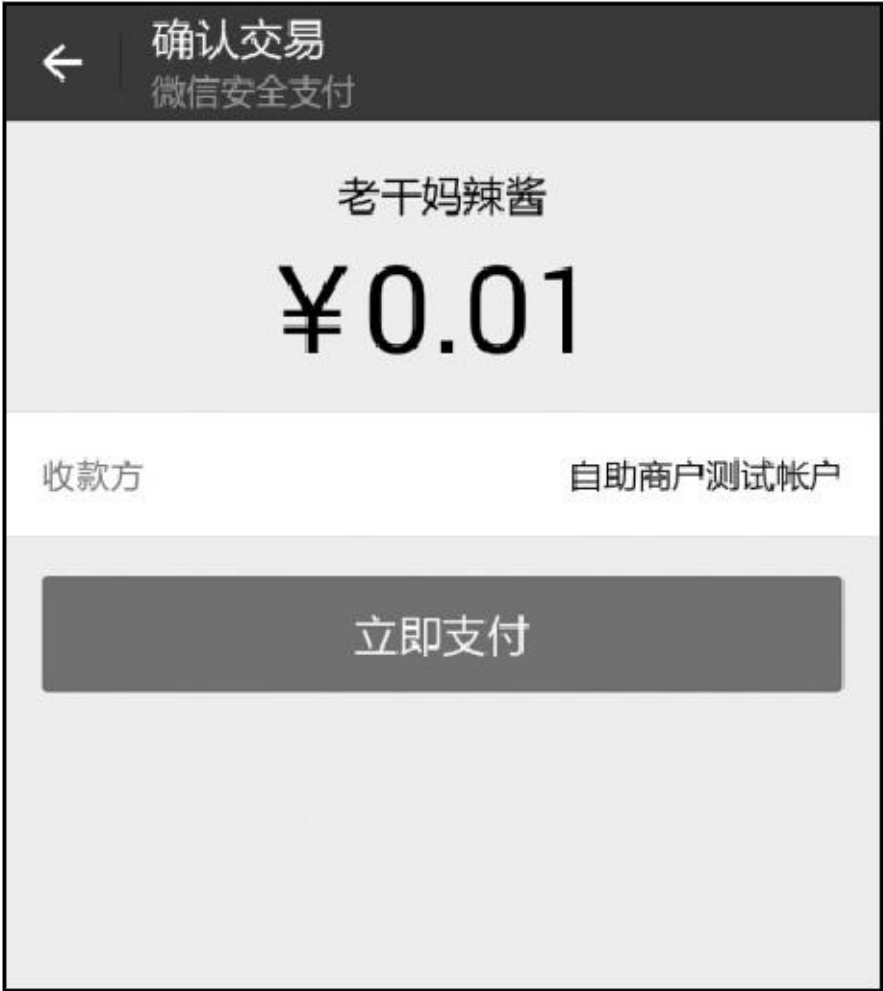 确认交易
微信安全支付
老干妈辣酱
¥0.01
收款方 自助商户测试帐户
立即支付